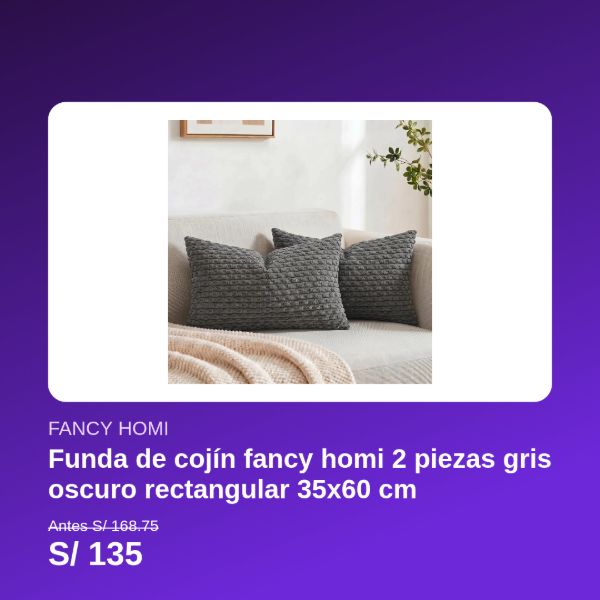 FANCY HOMI
Funda de cojín fancy homi 2 piezas gris
oscuro rectangular 35x60 cm
Antes S/ 168.75
S/ 135